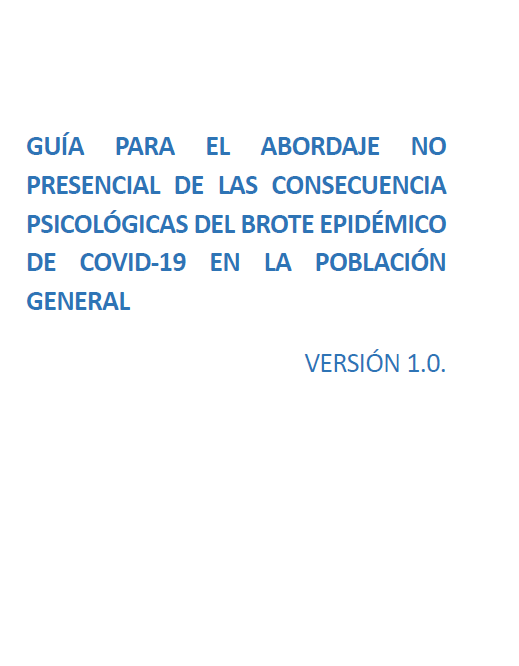 GUÍA PARA EL ABORDAJE NO
PRESENCIAL DE LAS CONSECUENCIA
PSICOLÓGICAS DEL BROTE EPIDÉMICO
DE COVID-19 EN LA POBLACIÓN
GENERAL
VERSIÓN 1.0.